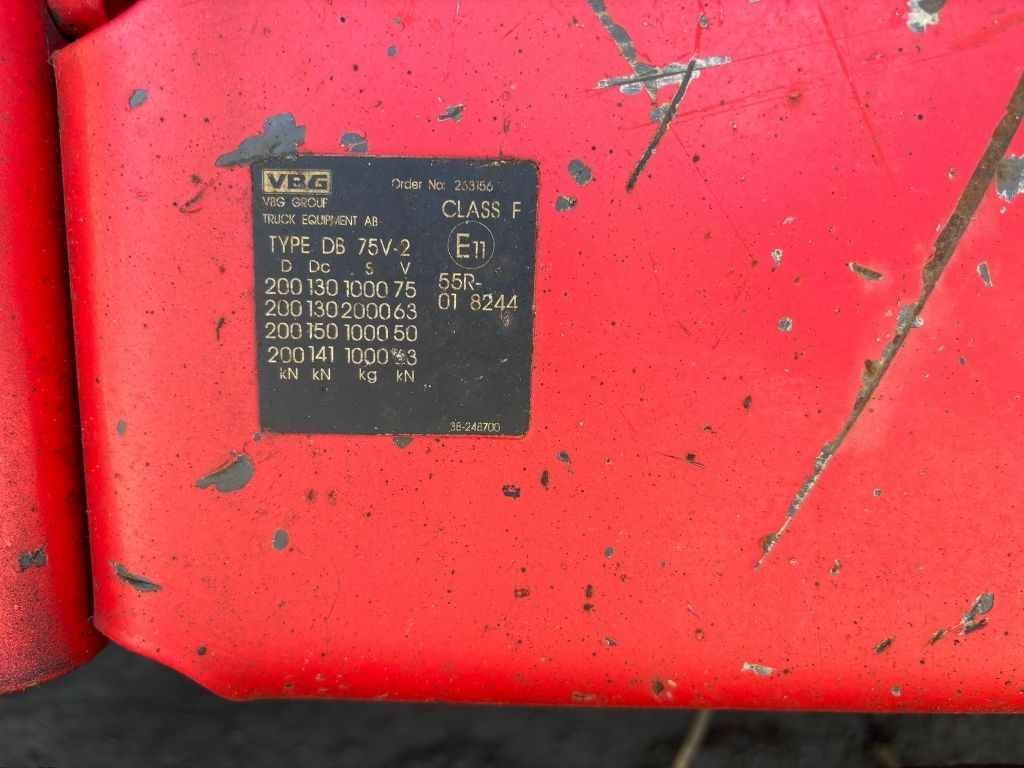 VBG
Order No: 263156
VBG GROUP
TRUCK EQUIPMENT AB
CLASS F
TYPE DB 75V-2
E11
D Dc S V
200 130 1000 75
200 130 2000 63
200 150 1000 50
200 141 1000
kN kN kg kN
55R-
01 8244
38-248700